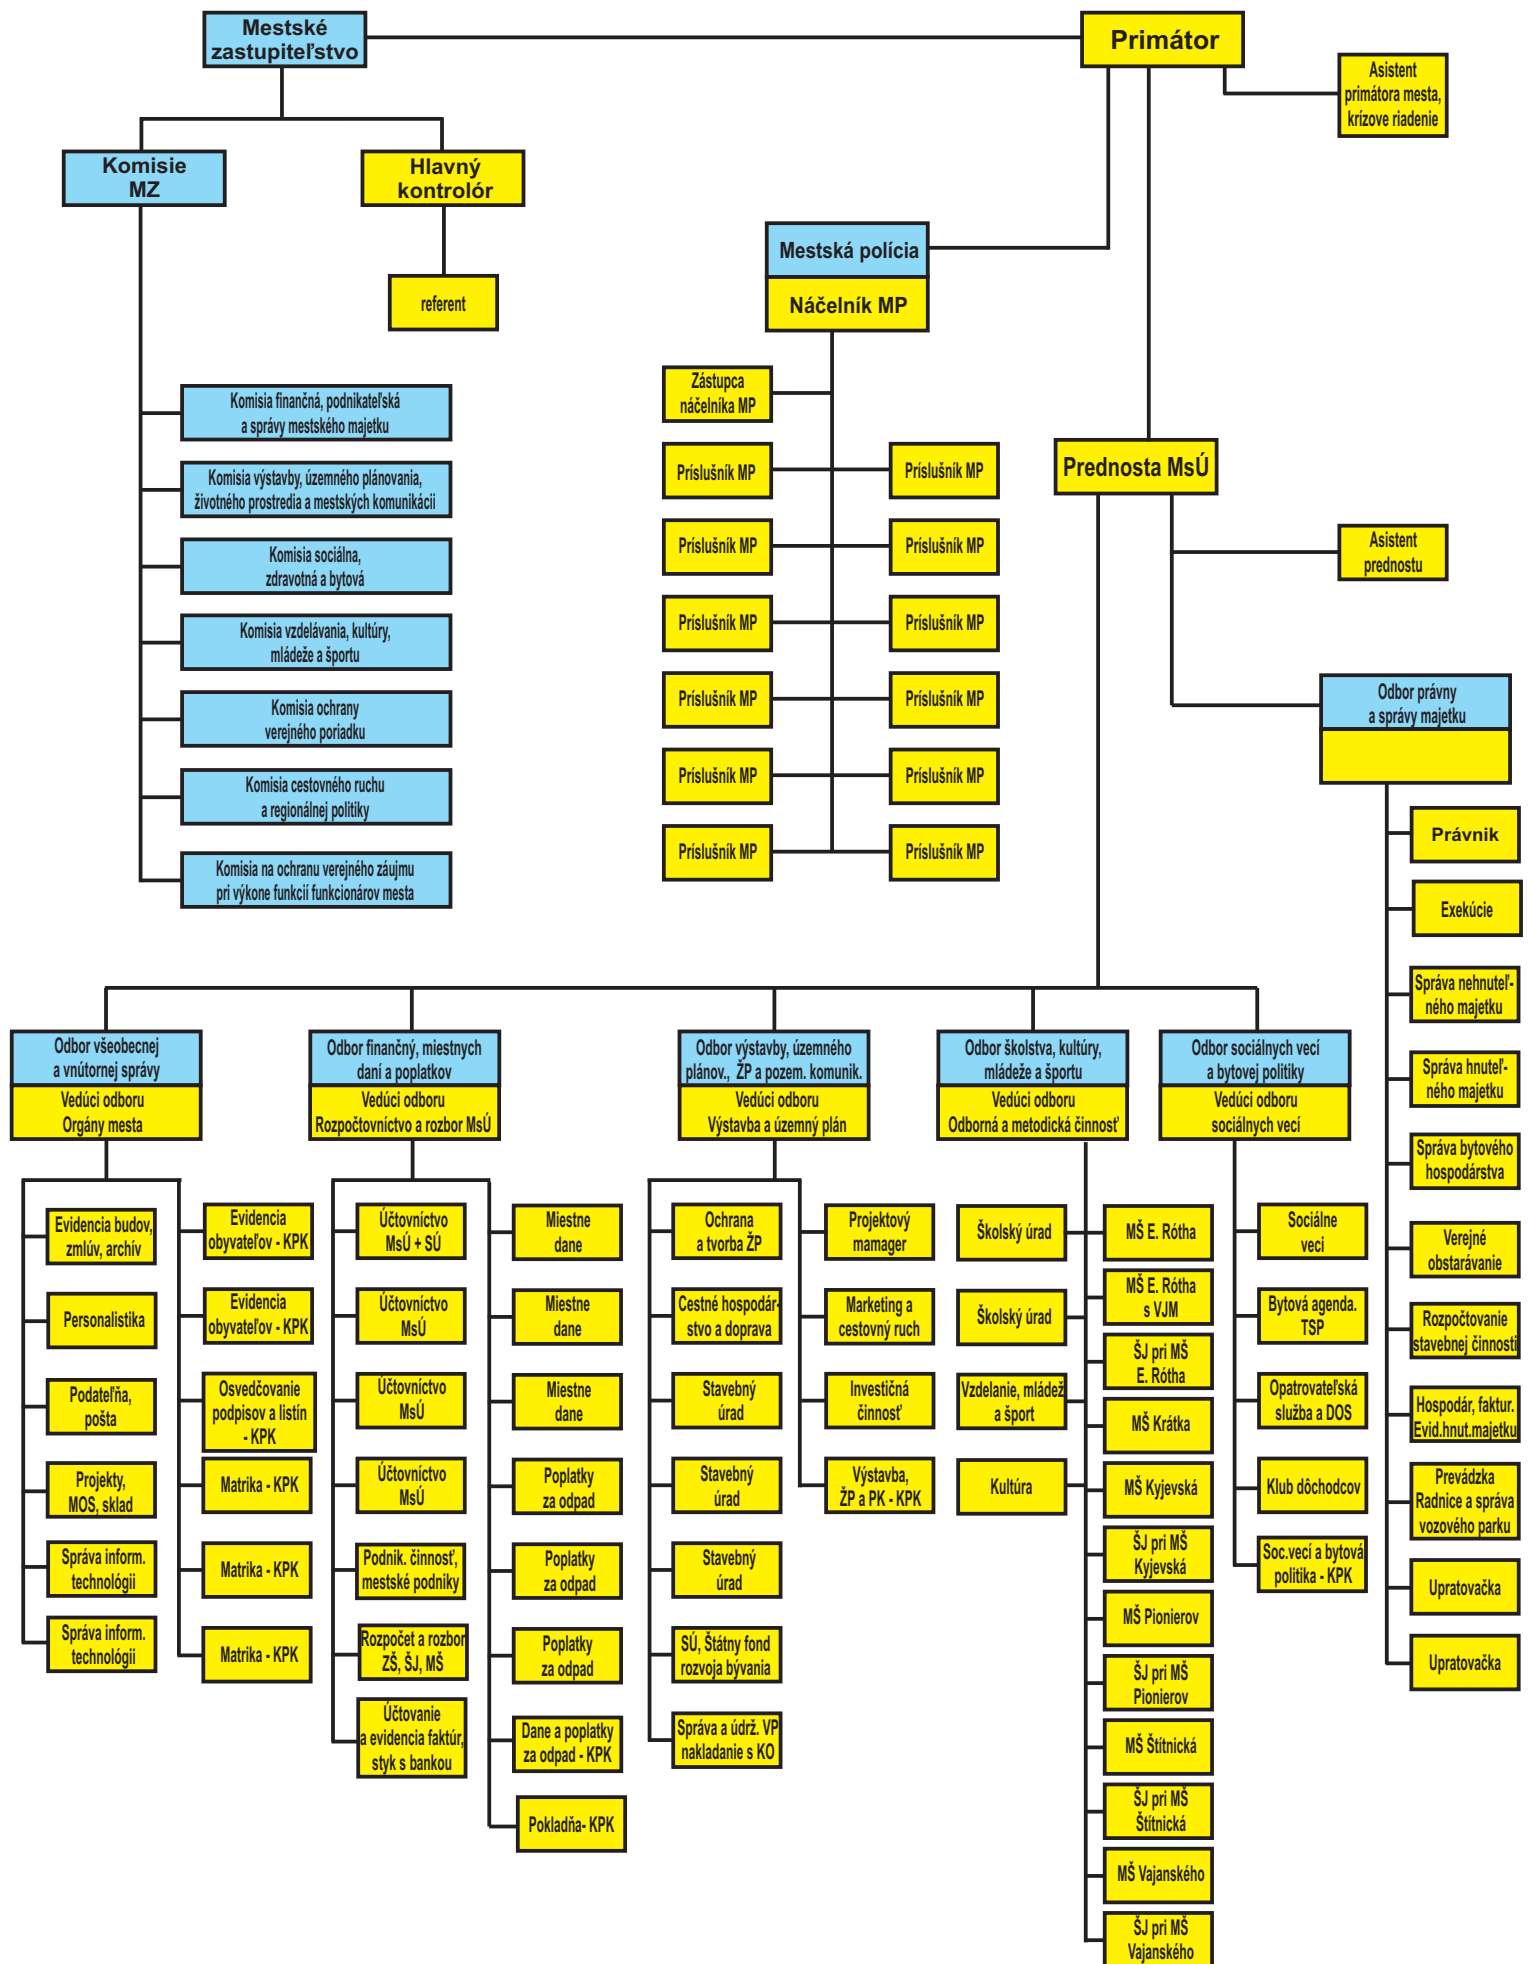 Mestské
zastupiteľstvo
Primátor
Asistent
primátora mesta,
krízove riadenie
Komisie
MZ
Hlavný
kontrolór
referent
Mestská polícia
Náčelník MP
Komisia finančná, podnikateľská
a správy mestského majetku
Komisia výstavby, územného plánovania,
životného prostredia a mestských komunikácii
Komisia sociálna,
zdravotná a bytová
Komisia vzdelávania, kultúry,
mládeže a športu
Komisia ochrany
verejného poriadku
Komisia cestovného ruchu
a regionálnej politiky
Komisia na ochranu verejného záujmu
pri výkone funkcií funkcionárov mesta
Zástupca
náčelníka MP
Príslušník MP
Príslušník MP
Príslušník MP
Príslušník MP
Príslušník MP
Príslušník MP
Príslušník MP
Príslušník MP
Príslušník MP
Príslušník MP
Príslušník MP
Príslušník MP
Prednosta MsÚ
Asistent
prednostu
Odbor právny
a správy majetku
Právnik
Exekúcie
Správa nehnuteľ-
ného majetku
Správa hnuteľ-
ného majetku
Správa bytového
hospodárstva
Verejné
obstarávanie
Rozpočtovanie
stavebnej činnosti
Hospodár, faktur.
Evid.hnut.majetku
Prevádzka
Radnice a správa
vozového parku
Upratovačka
Upratovačka
Odbor všeobecnej
a vnútornej správy
Vedúci odboru
Orgány mesta
Evidencia budov,
zmlúv, archív
Personalistika
Podateľňa,
pošta
Projekty,
MOS, sklad
Správa inform.
technológii
Správa inform.
technológii
Evidencia
obyvateľov - KPK
Evidencia
obyvateľov - KPK
Osvedčovanie
podpisov a listín
- KPK
Matrika - KPK
Matrika - KPK
Matrika - KPK
Odbor finančný, miestnych
daní a poplatkov
Vedúci odboru
Rozpočtovníctvo a rozbor MsÚ
Účtovníctvo
MsÚ + SÚ
Účtovníctvo
MsÚ
Účtovníctvo
MsÚ
Účtovníctvo
MsÚ
Podnik. činnosť,
mestské podniky
Rozpočet a rozbor
ZŠ, ŠJ, MŠ
Účtovanie
a evidencia faktúr,
styk s bankou
Miestne
dane
Miestne
dane
Miestne
dane
Poplatky
za odpad
Poplatky
za odpad
Poplatky
za odpad
Dane a poplatky
za odpad - KPK
Pokladňa- KPK
Odbor výstavby, územného
plánov., ŽP a pozem. komunik.
Vedúci odboru
Výstavba a územný plán
Ochrana
a tvorba ŽP
Cestné hospodár-
stvo a doprava
Stavebný
úrad
Stavebný
úrad
Stavebný
úrad
SÚ, Štátny fond
rozvoja bývania
Správa a údrž. VP
nakladanie s KO
Projektový
mamager
Marketing a
cestovný ruch
Investičná
činnosť
Výstavba,
ŽP a PK - KPK
Odbor školstva, kultúry,
mládeže a športu
Vedúci odboru
Odborná a metodická činnosť
Školský úrad
Školský úrad
Vzdelanie, mládež
a šport
Kultúra
MŠ E. Rótha
MŠ E. Rótha
s VJM
ŠJ pri MŠ
E. Rótha
MŠ Krátka
MŠ Kyjevská
ŠJ pri MŠ
Kyjevská
MŠ Pionierov
ŠJ pri MŠ
Pionierov
MŠ Štítnická
ŠJ pri MŠ
Štítnická
MŠ Vajanského
ŠJ pri MŠ
Vajanského
Odbor sociálnych vecí
a bytovej politiky
Vedúci odboru
sociálnych vecí
Sociálne
veci
Bytová agenda.
TSP
Opatrovateľská
služba a DOS
Klub dôchodcov
Soc.vecí a bytová
politika - KPK